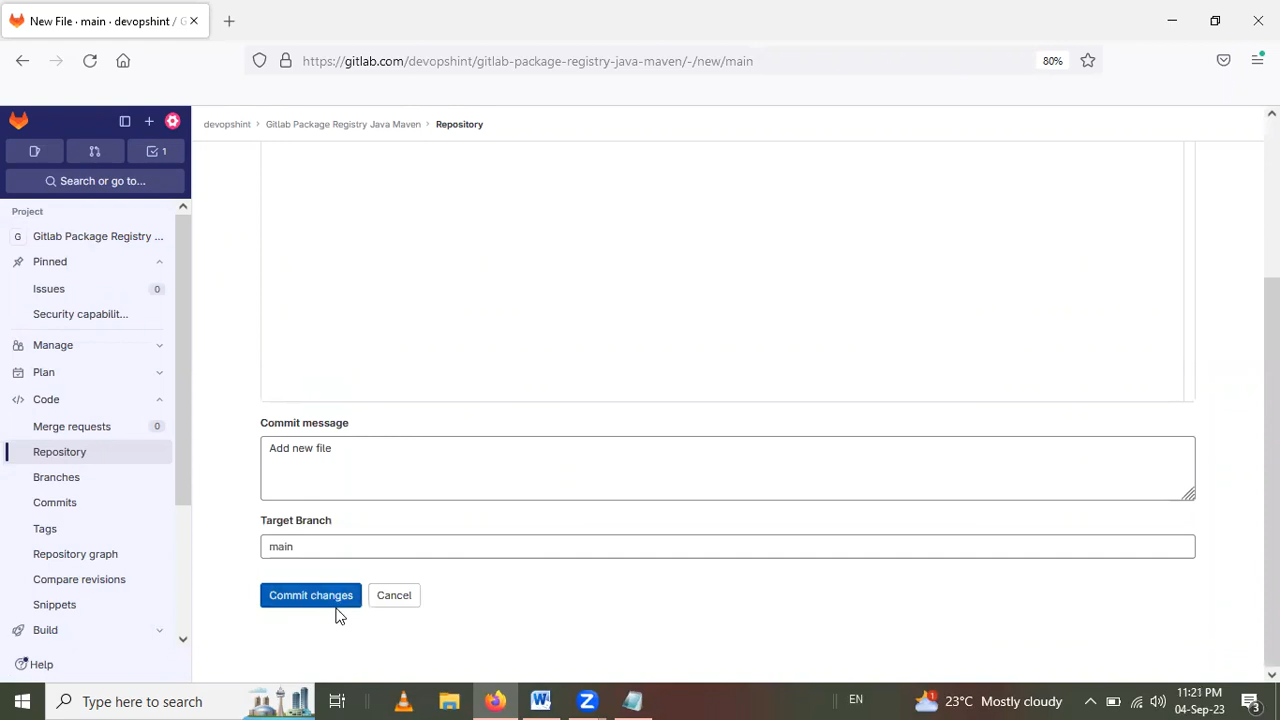 New File · main · devopshint / G
https://gitlab.com/devopshint/gitlab-package-registry-java-maven/-/new/main
80%
devopshint › Gitlab Package Registry Java Maven › Repository
1
Search or go to...
Project
G Gitlab Package Registry ...
Pinned
Issues 0
Security capabilit...
Manage
Plan
Code
Merge requests 0
Repository
Branches
Commits
Tags
Repository graph
Compare revisions
Snippets
Build
Help
Commit message
Add new file
Target Branch
main
Commit changes Cancel
Type here to search
EN
1
23°C Mostly cloudy
11:21 PM
04-Sep-23
3